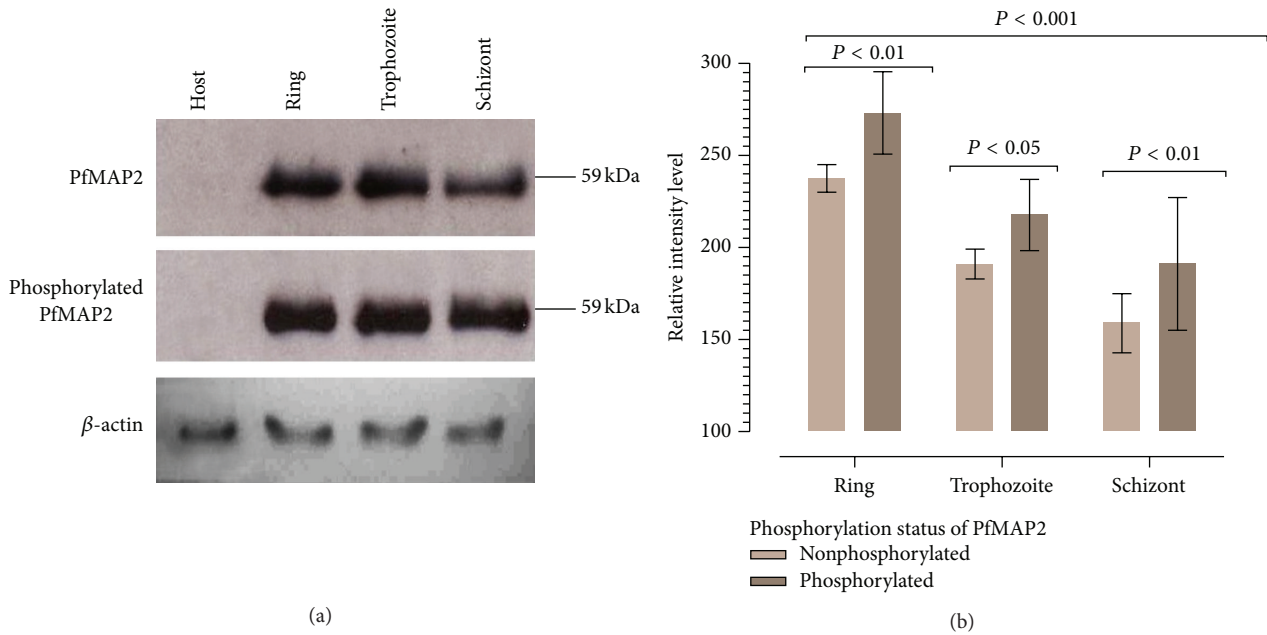 Host
Ring
Trophozoite
Schizont
PfMAP2
59 kDa
Phosphorylated
PfMAP2
59 kDa
β-actin
(a)
P < 0.001
P < 0.01
P < 0.05
P < 0.01
300
250
200
150
100
Relative intensity level
Ring
Trophozoite
Schizont
Phosphorylation status of PfMAP2
Nonphosphorylated
Phosphorylated
(b)